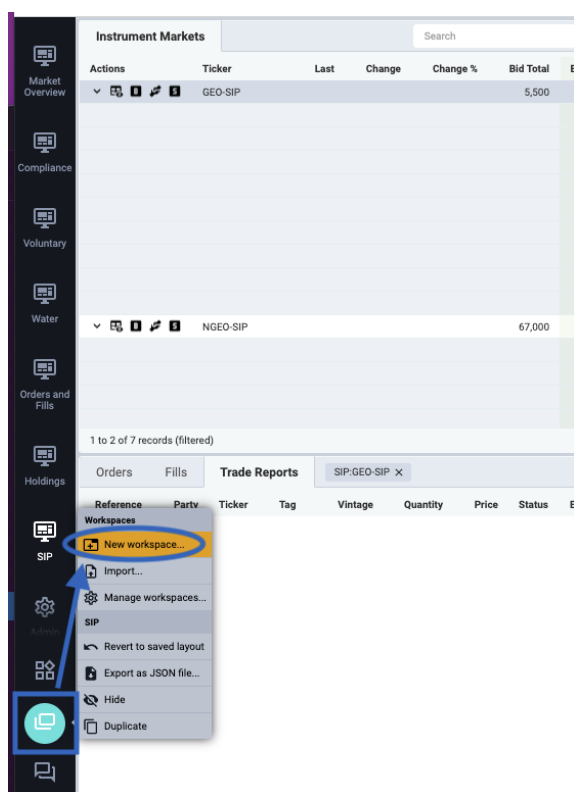 Instrument Markets
Search
Actions Ticker Last Change Change % Bid Total
GEO-SIP 5,500
NGEO-SIP 67,000
1 to 2 of 7 records (filtered)
Orders Fills Trade Reports SIP:GEO-SIP
Reference Party Ticker Tag Vintage Quantity Price Status
Market
Overview
Compliance
Voluntary
Water
Orders and
Fills
Holdings
SIP
Admin
Workspaces
New workspace...
Import...
Manage workspaces...
SIP
Revert to saved layout
Export as JSON file...
Hide
Duplicate